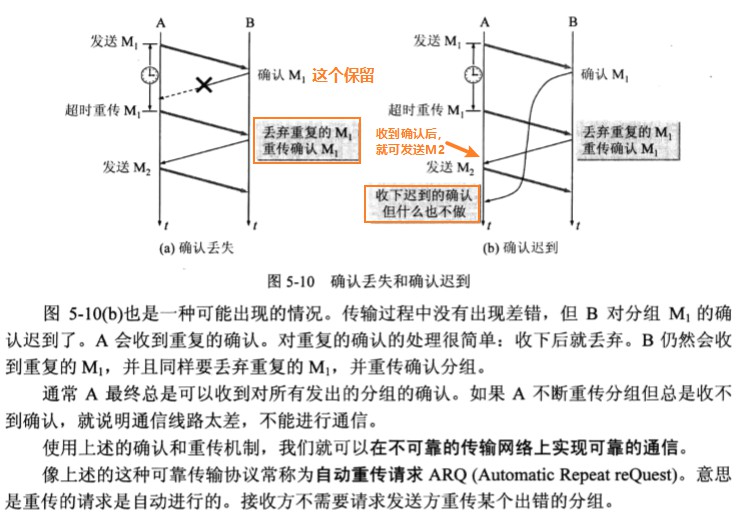 A B
发送 M₁
确认 M₁ 这个保留
超时重传 M₁
丢弃重复的 M₁
重传确认 M₁
发送 M₂
t t
(a) 确认丢失
A B
发送 M₁
确认 M₁
超时重传 M₁
收到确认后,
就可发送M2
丢弃重复的 M₁
重传确认 M₁
发送 M₂
收下迟到的确认
但什么也不做
t t
(b) 确认迟到
图 5-10 确认丢失和确认迟到
图 5-10(b)也是一种可能出现的情况。传输过程中没有出现差错,但 B 对分组 M₁ 的确
认迟到了。A 会收到重复的确认。对重复的确认的处理很简单:收下后就丢弃。B 仍然会收
到重复的 M₁,并且同样要丢弃重复的 M₁,并重传确认分组。
通常 A 最终总是可以收到对所有发出的分组的确认。如果 A 不断重传分组但总是收不
到确认,就说明通信线路太差,不能进行通信。
使用上述的确认和重传机制,我们就可以在不可靠的传输网络上实现可靠的通信。
像上述的这种可靠传输协议常称为自动重传请求 ARQ (Automatic Repeat reQuest)。意思
是重传的请求是自动进行的。接收方不需要请求发送方重传某个出错的分组。